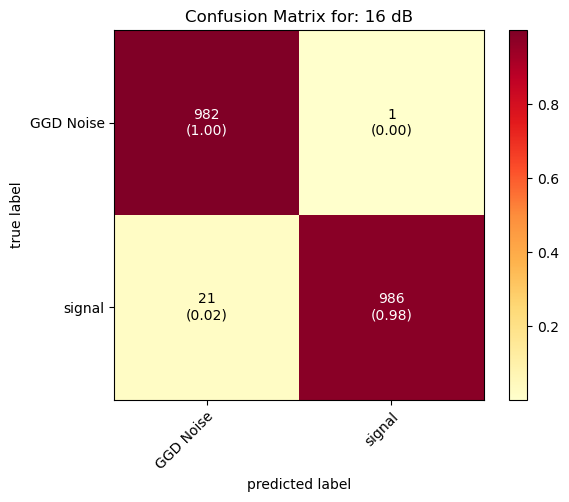 Confusion Matrix for: 16 dB
true label
GGD Noise
982
(1.00)
1
(0.00)
signal
21
(0.02)
986
(0.98)
GGD Noise
signal
predicted label
0.8
0.6
0.4
0.2